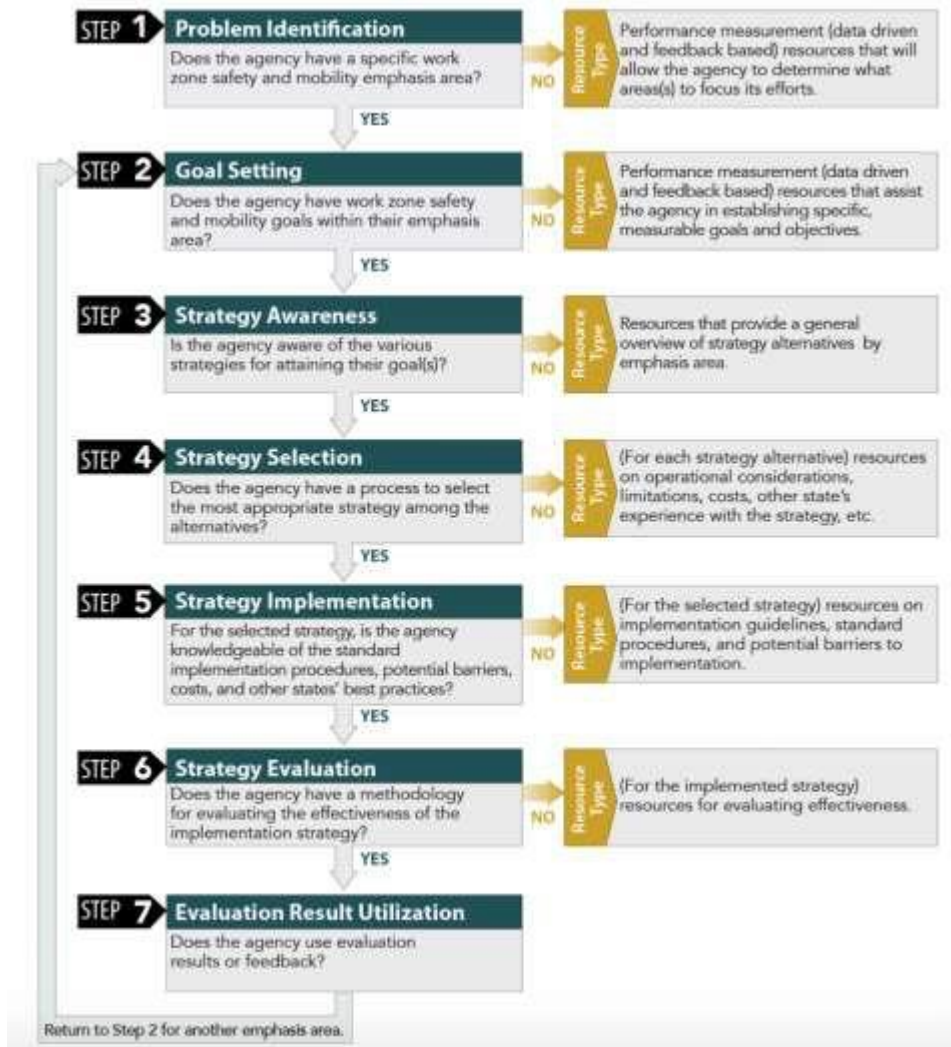 STEP 1
Problem Identification
Does the agency have a specific work
zone safety and mobility emphasis area?
NO
Resource
Type
Performance measurement (data driven
and feedback based) resources that will
allow the agency to determine what
areas(s) to focus its efforts.
YES
STEP 2
Goal Setting
Does the agency have work zone safety
and mobility goals within their emphasis
area?
NO
Resource
Type
Performance measurement (data driven
and feedback based) resources that assist
the agency in establishing specific,
measurable goals and objectives.
YES
STEP 3
Strategy Awareness
Is the agency aware of the various
strategies for attaining their goal(s)?
NO
Resource
Type
Resources that provide a general
overview of strategy alternatives by
emphasis area.
YES
STEP 4
Strategy Selection
Does the agency have a process to select
the most appropriate strategy among the
alternatives?
NO
Resource
Type
(For each strategy alternative) resources
on operational considerations,
limitations, costs, other state's
experience with the strategy, etc.
YES
STEP 5
Strategy Implementation
For the selected strategy, is the agency
knowledgeable of the standard
implementation procedures, potential barriers,
costs, and other states' best practices?
NO
Resource
Type
(For the selected strategy) resources on
implementation guidelines, standard
procedures, and potential barriers to
implementation.
YES
STEP 6
Strategy Evaluation
Does the agency have a methodology
for evaluating the effectiveness of the
implementation strategy?
NO
Resource
Type
(For the implemented strategy)
resources for evaluating effectiveness.
YES
STEP 7
Evaluation Result Utilization
Does the agency use evaluation
results or feedback?
Return to Step 2 for another emphasis area.